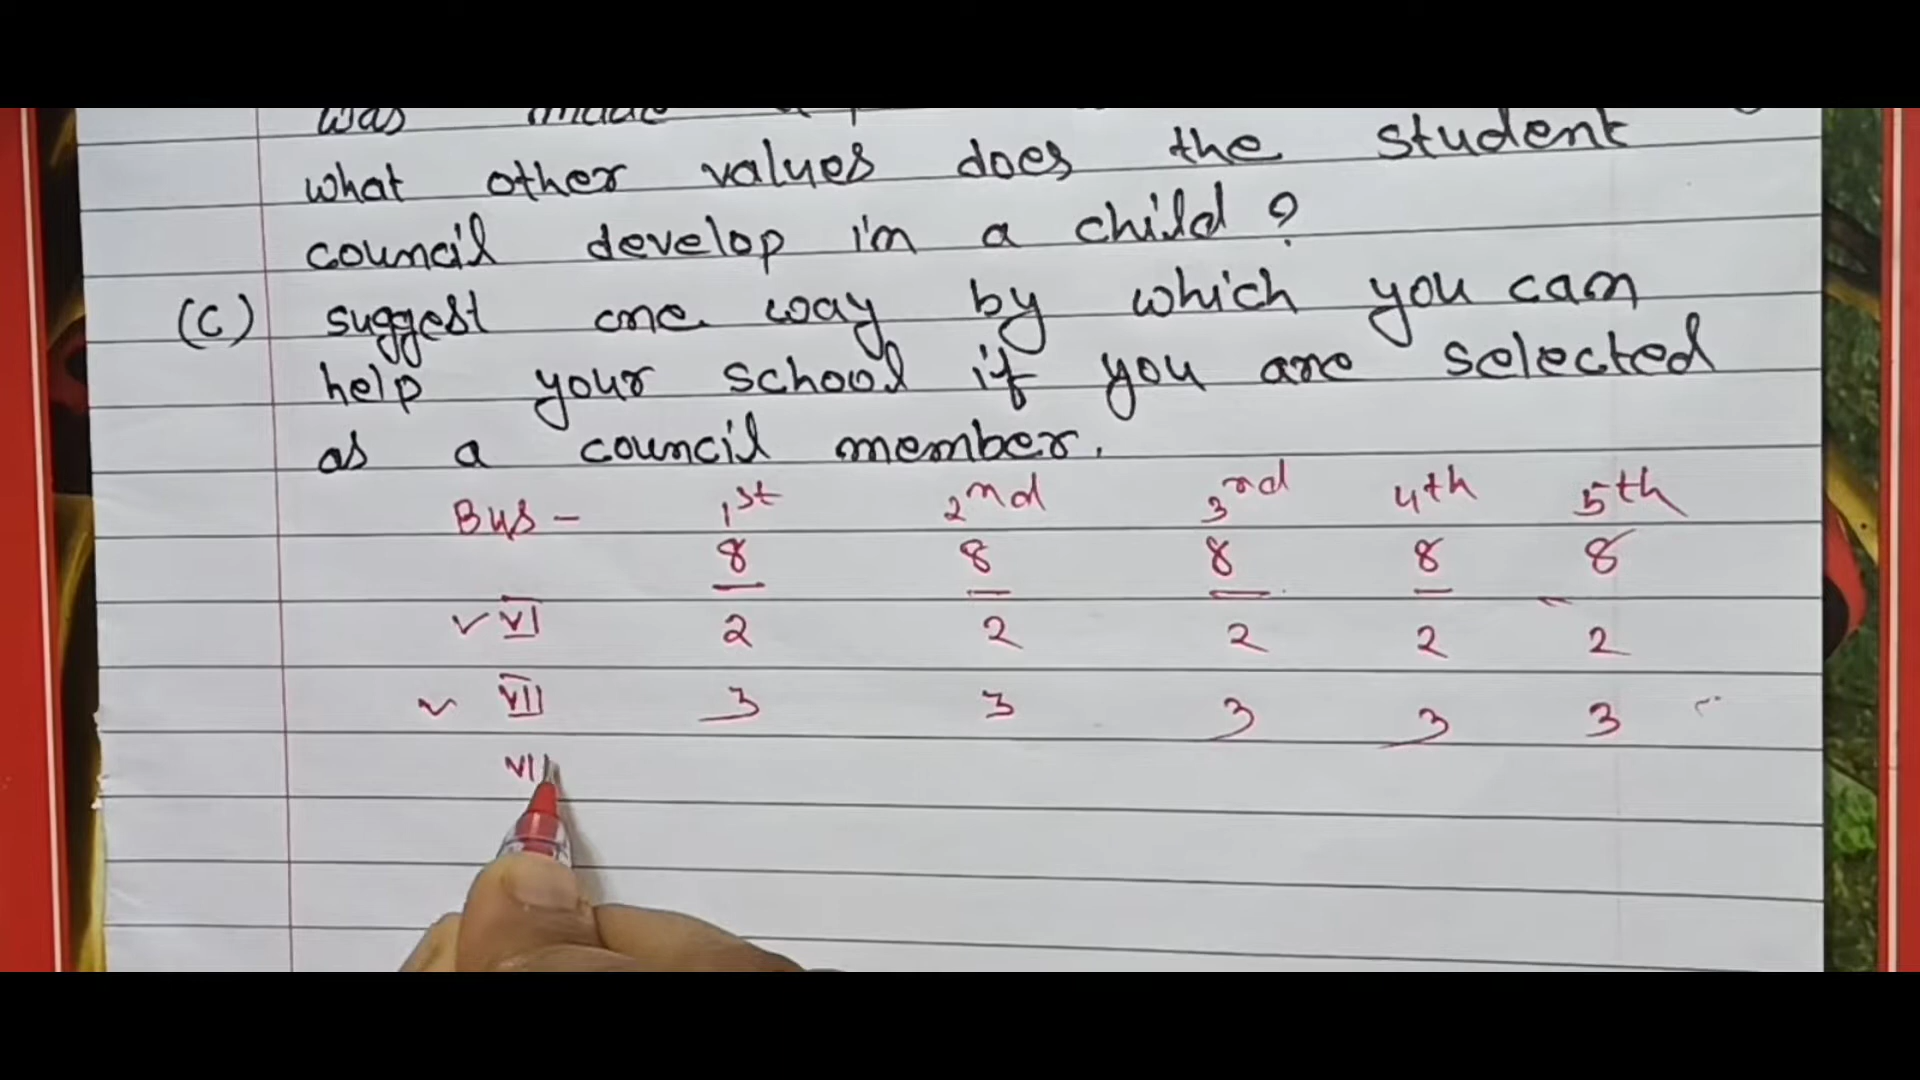 was made
what other values does the student
council develop in a child?
(C) suggest one way by which you can
help your school if you are selected
as a council member.
Bus - 1st 2nd 3rd 4th 5th
8 8 8 8 8
✓ VI 2 2 2 2 2
✓ VII 3 3 3 3 3
VII